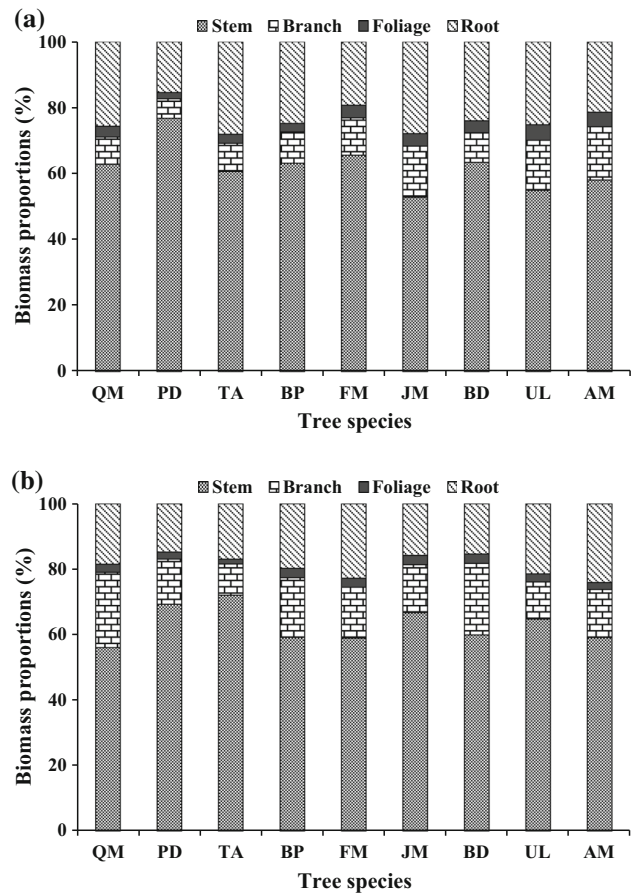 (a)
Stem Branch Foliage Root
100
80
60
40
20
0
Biomass proportions (%)
QM PD TA BP FM JM BD UL AM
Tree species
(b)
Stem Branch Foliage Root
100
80
60
40
20
0
Biomass proportions (%)
QM PD TA BP FM JM BD UL AM
Tree species